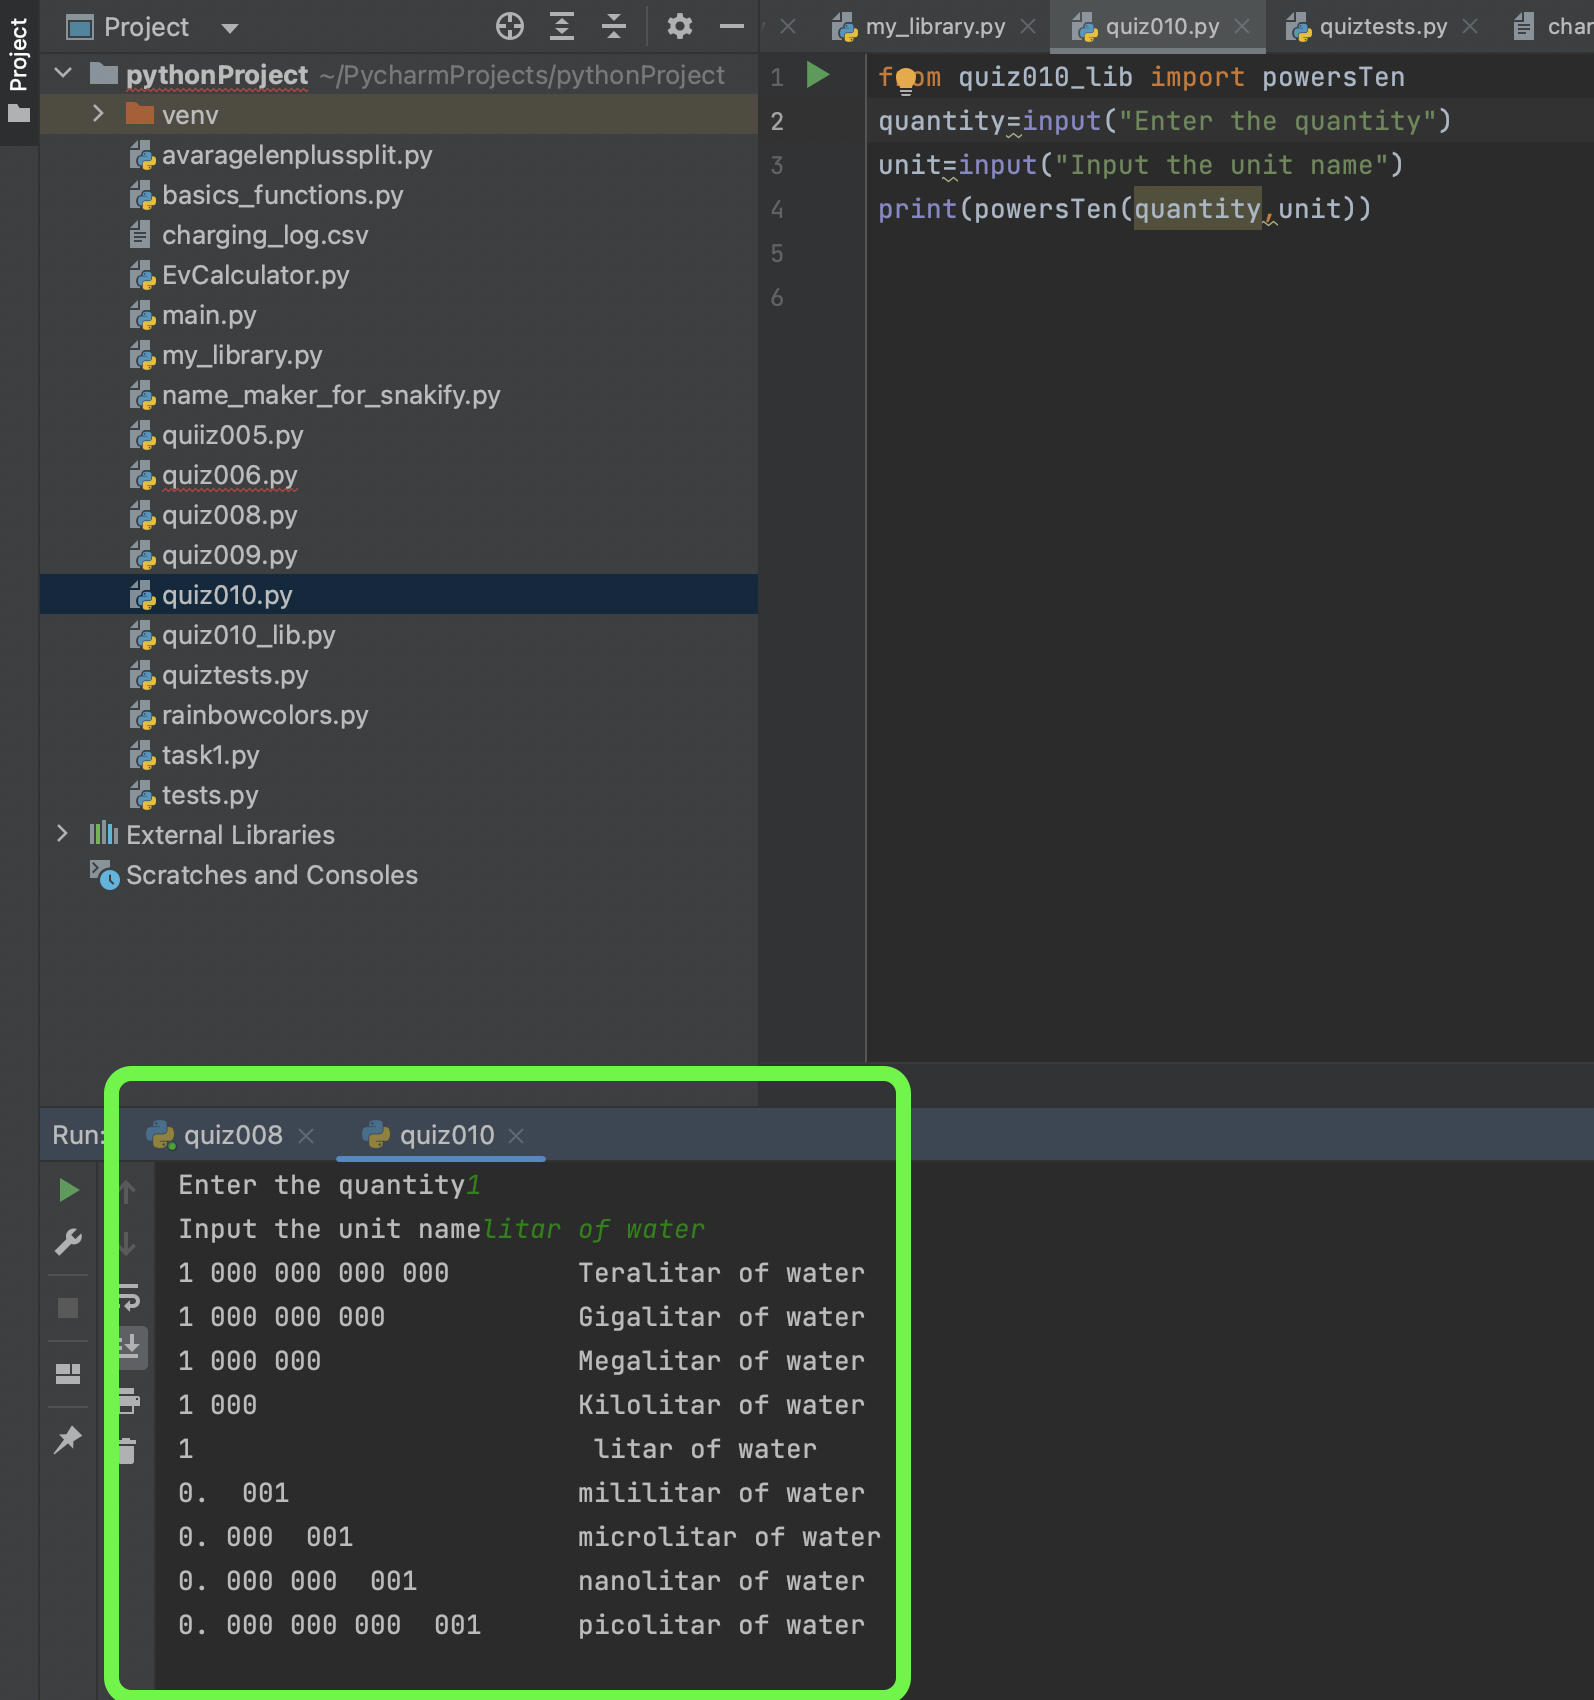 Project
Project
pythonProject ~/PycharmProjects/pythonProject
venv
avaragelenplussplit.py
basics_functions.py
charging_log.csv
EvCalculator.py
main.py
my_library.py
name_maker_for_snakify.py
quiiz005.py
quiz006.py
quiz008.py
quiz009.py
quiz010.py
quiz010_lib.py
quiztests.py
rainbowcolors.py
task1.py
tests.py
External Libraries
Scratches and Consoles
my_library.py quiz010.py quiztests.py char
1 from quiz010_lib import powersTen
2 quantity=input("Enter the quantity")
3 unit=input("Input the unit name")
4 print(powersTen(quantity,unit))
5
6
Run: quiz008 quiz010
Enter the quantity1
Input the unit namelitar of water
1 000 000 000 000 Teralitar of water
1 000 000 000 Gigalitar of water
1 000 000 Megalitar of water
1 000 Kilolitar of water
1 litar of water
0. 001 mililitar of water
0. 000 001 microlitar of water
0. 000 000 001 nanolitar of water
0. 000 000 000 001 picolitar of water